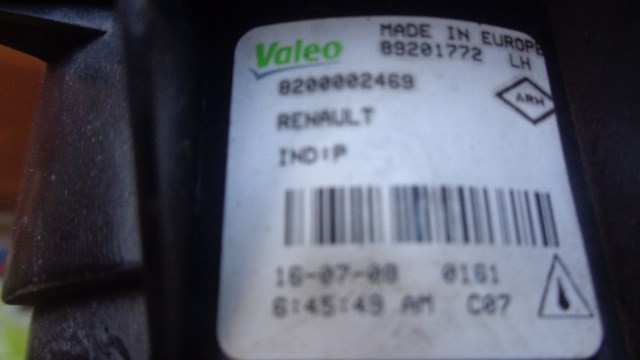 Valeo MADE IN EUROPE
89201772 LH
8200002469
RENAULT
IND:P
16-07-08 0161
6:45:49 AM C07